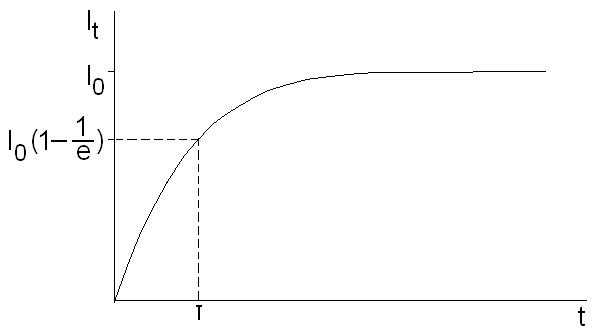 I_t
I_0
I_0(1-1/e)
T
t